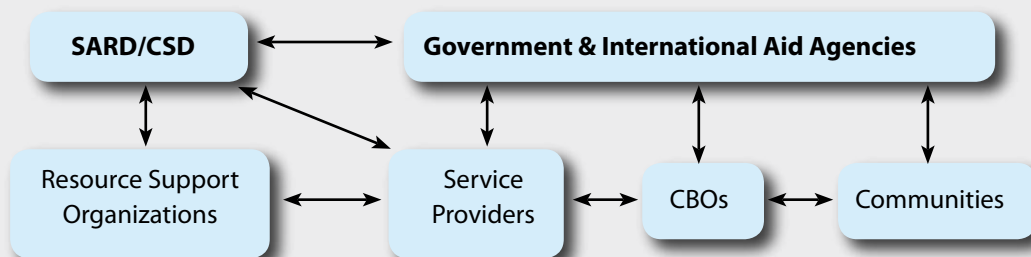 SARD/CSD
Government & International Aid Agencies
Resource Support
Organizations
Service
Providers
CBOs
Communities